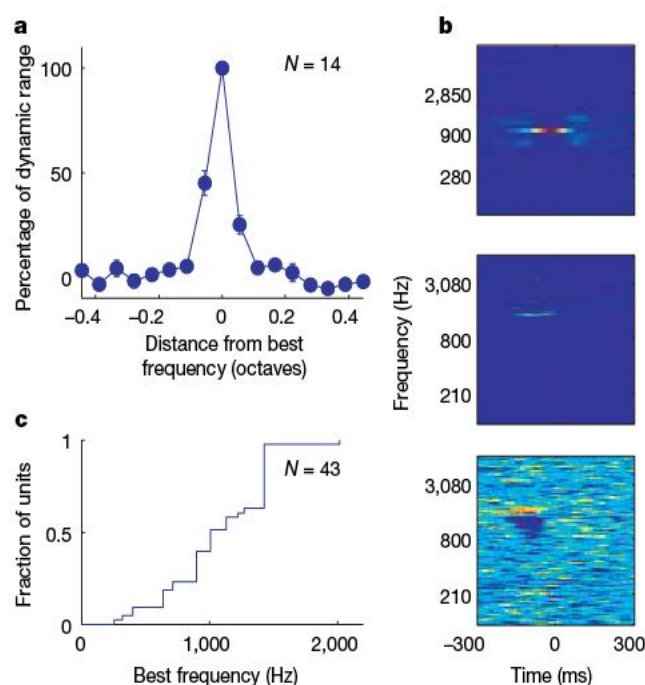 a
Percentage of dynamic range
100
50
0
N = 14
−0.4 −0.2 0 0.2 0.4
Distance from best
frequency (octaves)
b
Frequency (Hz)
2,850
900
280
3,080
800
210
3,080
800
210
−300 0 300
Time (ms)
c
Fraction of units
1
0.5
0
N = 43
0 1,000 2,000
Best frequency (Hz)